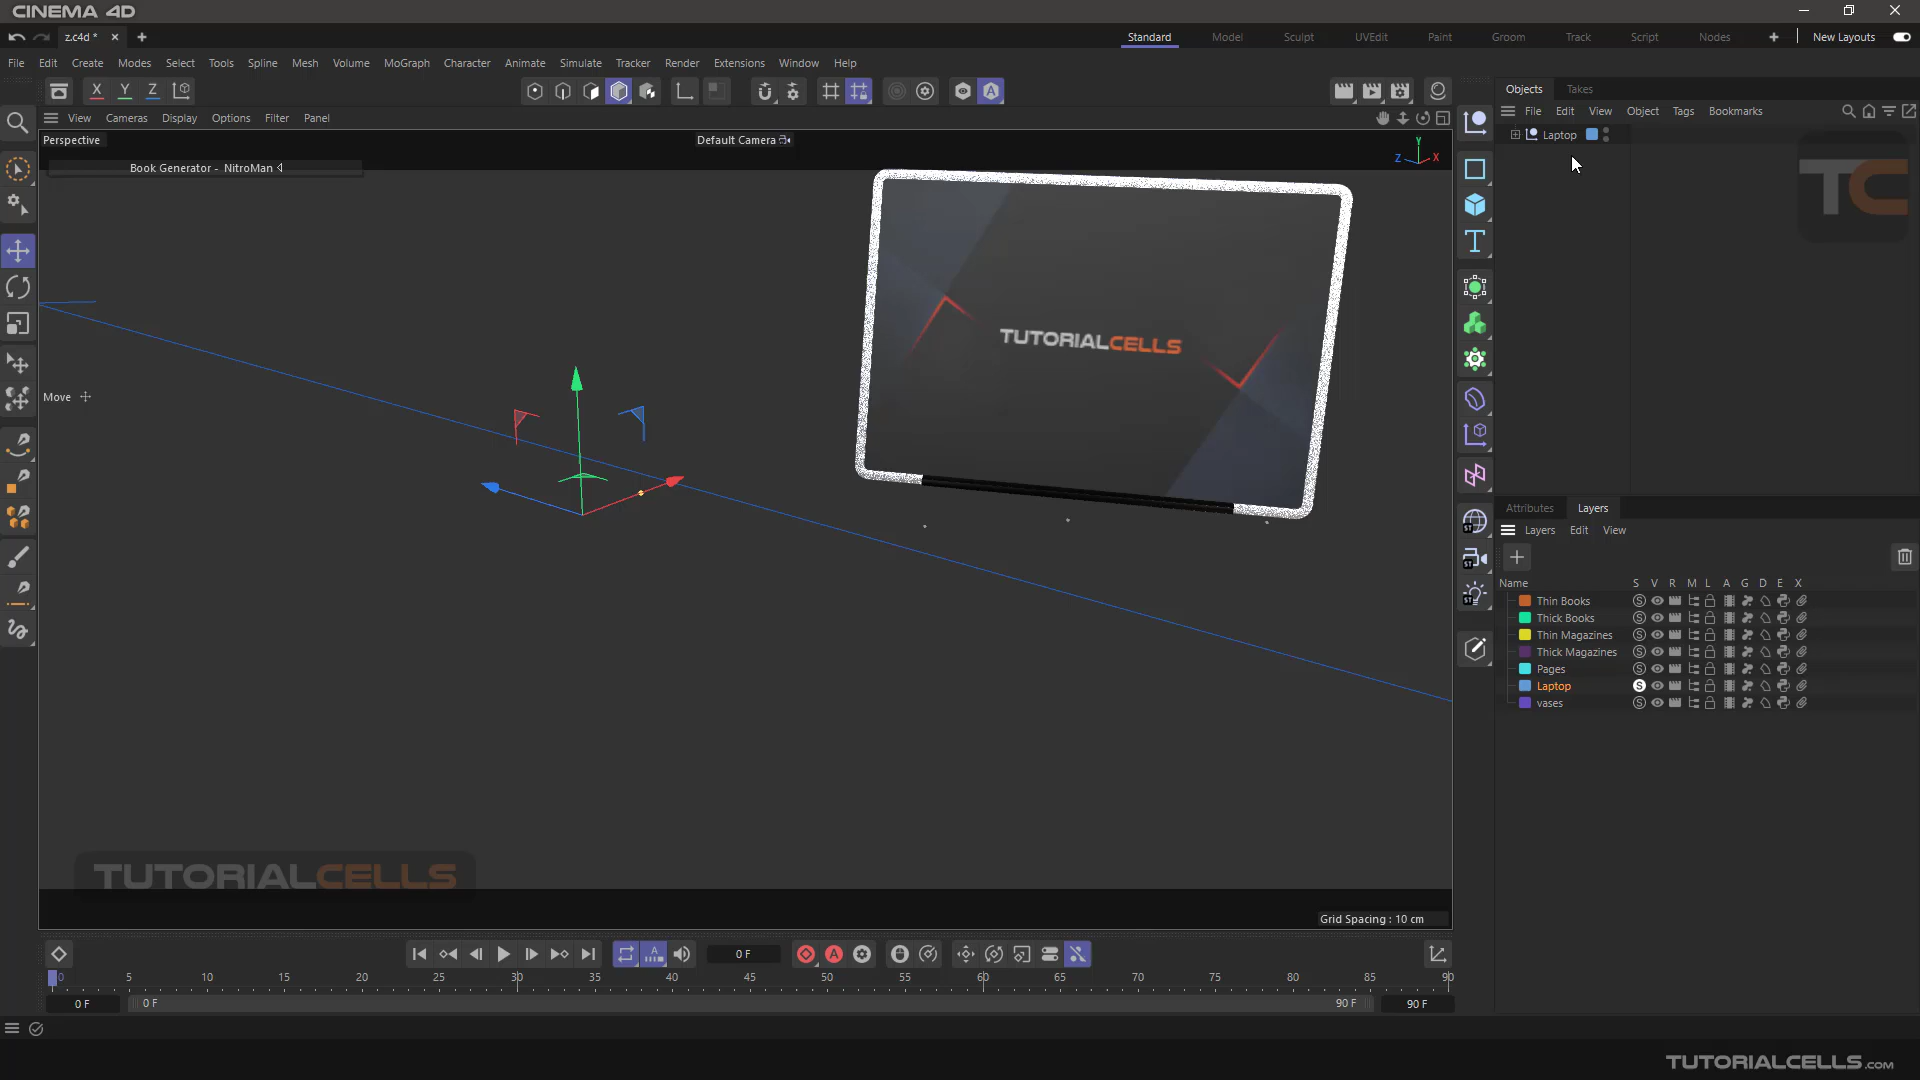 CINEMA 4D
z.c4d *
Standard Model Sculpt UVEdit Paint Groom Track Script Nodes New Layouts
File Edit Create Modes Select Tools Spline Mesh Volume MoGraph Character Animate Simulate Tracker Render Extensions Window Help
X Y Z
A
Objects Takes
View Cameras Display Options Filter Panel
File Edit View Object Tags Bookmarks
Perspective
Default Camera
Laptop
Y
Z X
Book Generator - NitroMan
TC
T
TUTORIALCELLS
Move
Attributes Layers
Layers Edit View
ST
ST
ST
Name S V R M L A G D E X
Thin Books
Thick Books
Thin Magazines
Thick Magazines
Pages
Laptop
vases
TUTORIALCELLS
Grid Spacing : 10 cm
A 0 F A
0 5 10 15 20 25 30 35 40 45 50 55 60 65 70 75 80 85 90
0 F 0 F 90 F 90 F
TUTORIALCELLS.COM